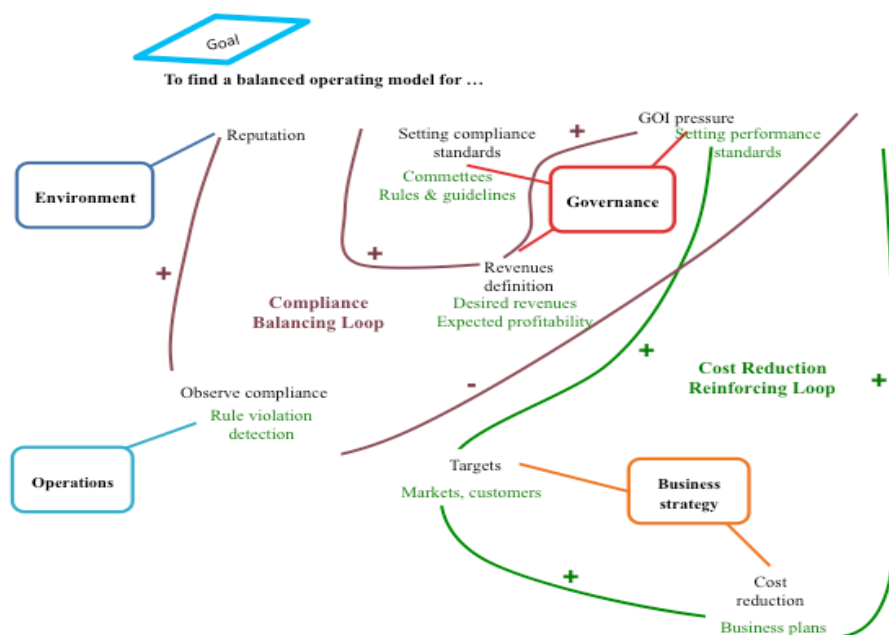 Goal
To find a balanced operating model for …
Reputation
Setting compliance
standards
Commettees
Rules & guidelines
+
GOI pressure
Setting performance
standards
Environment
Governance
+
+
Revenues
definition
Desired revenues
Expected profitability
Compliance
Balancing Loop
+
Cost Reduction
Reinforcing Loop
+
-
Observe compliance
Rule violation
detection
Operations
Targets
Markets, customers
Business
strategy
+
Cost
reduction
Business plans